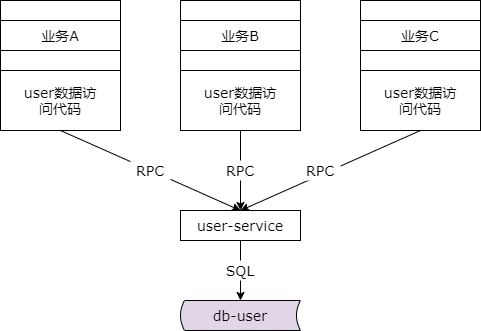 业务A
业务B
业务C
user数据访
问代码
user数据访
问代码
user数据访
问代码
RPC
RPC
RPC
user-service
SQL
db-user